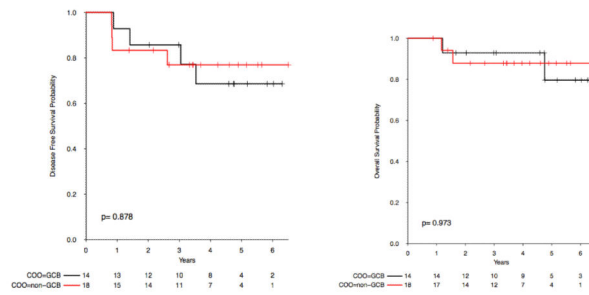 Disease Free Survival Probability
1.0
0.8
0.6
0.4
0.2
0.0
p= 0.878
0 1 2 3 4 5 6
Years
COO=GCB 14 13 12 10 8 4 2
COO=non-GCB 18 15 14 11 7 4 1
Overall Survival Probability
1.0
0.8
0.6
0.4
0.2
0.0
p= 0.973
0 1 2 3 4 5 6
Years
COO=GCB 14 14 12 10 9 5 3
COO=non-GCB 18 17 14 12 7 4 1